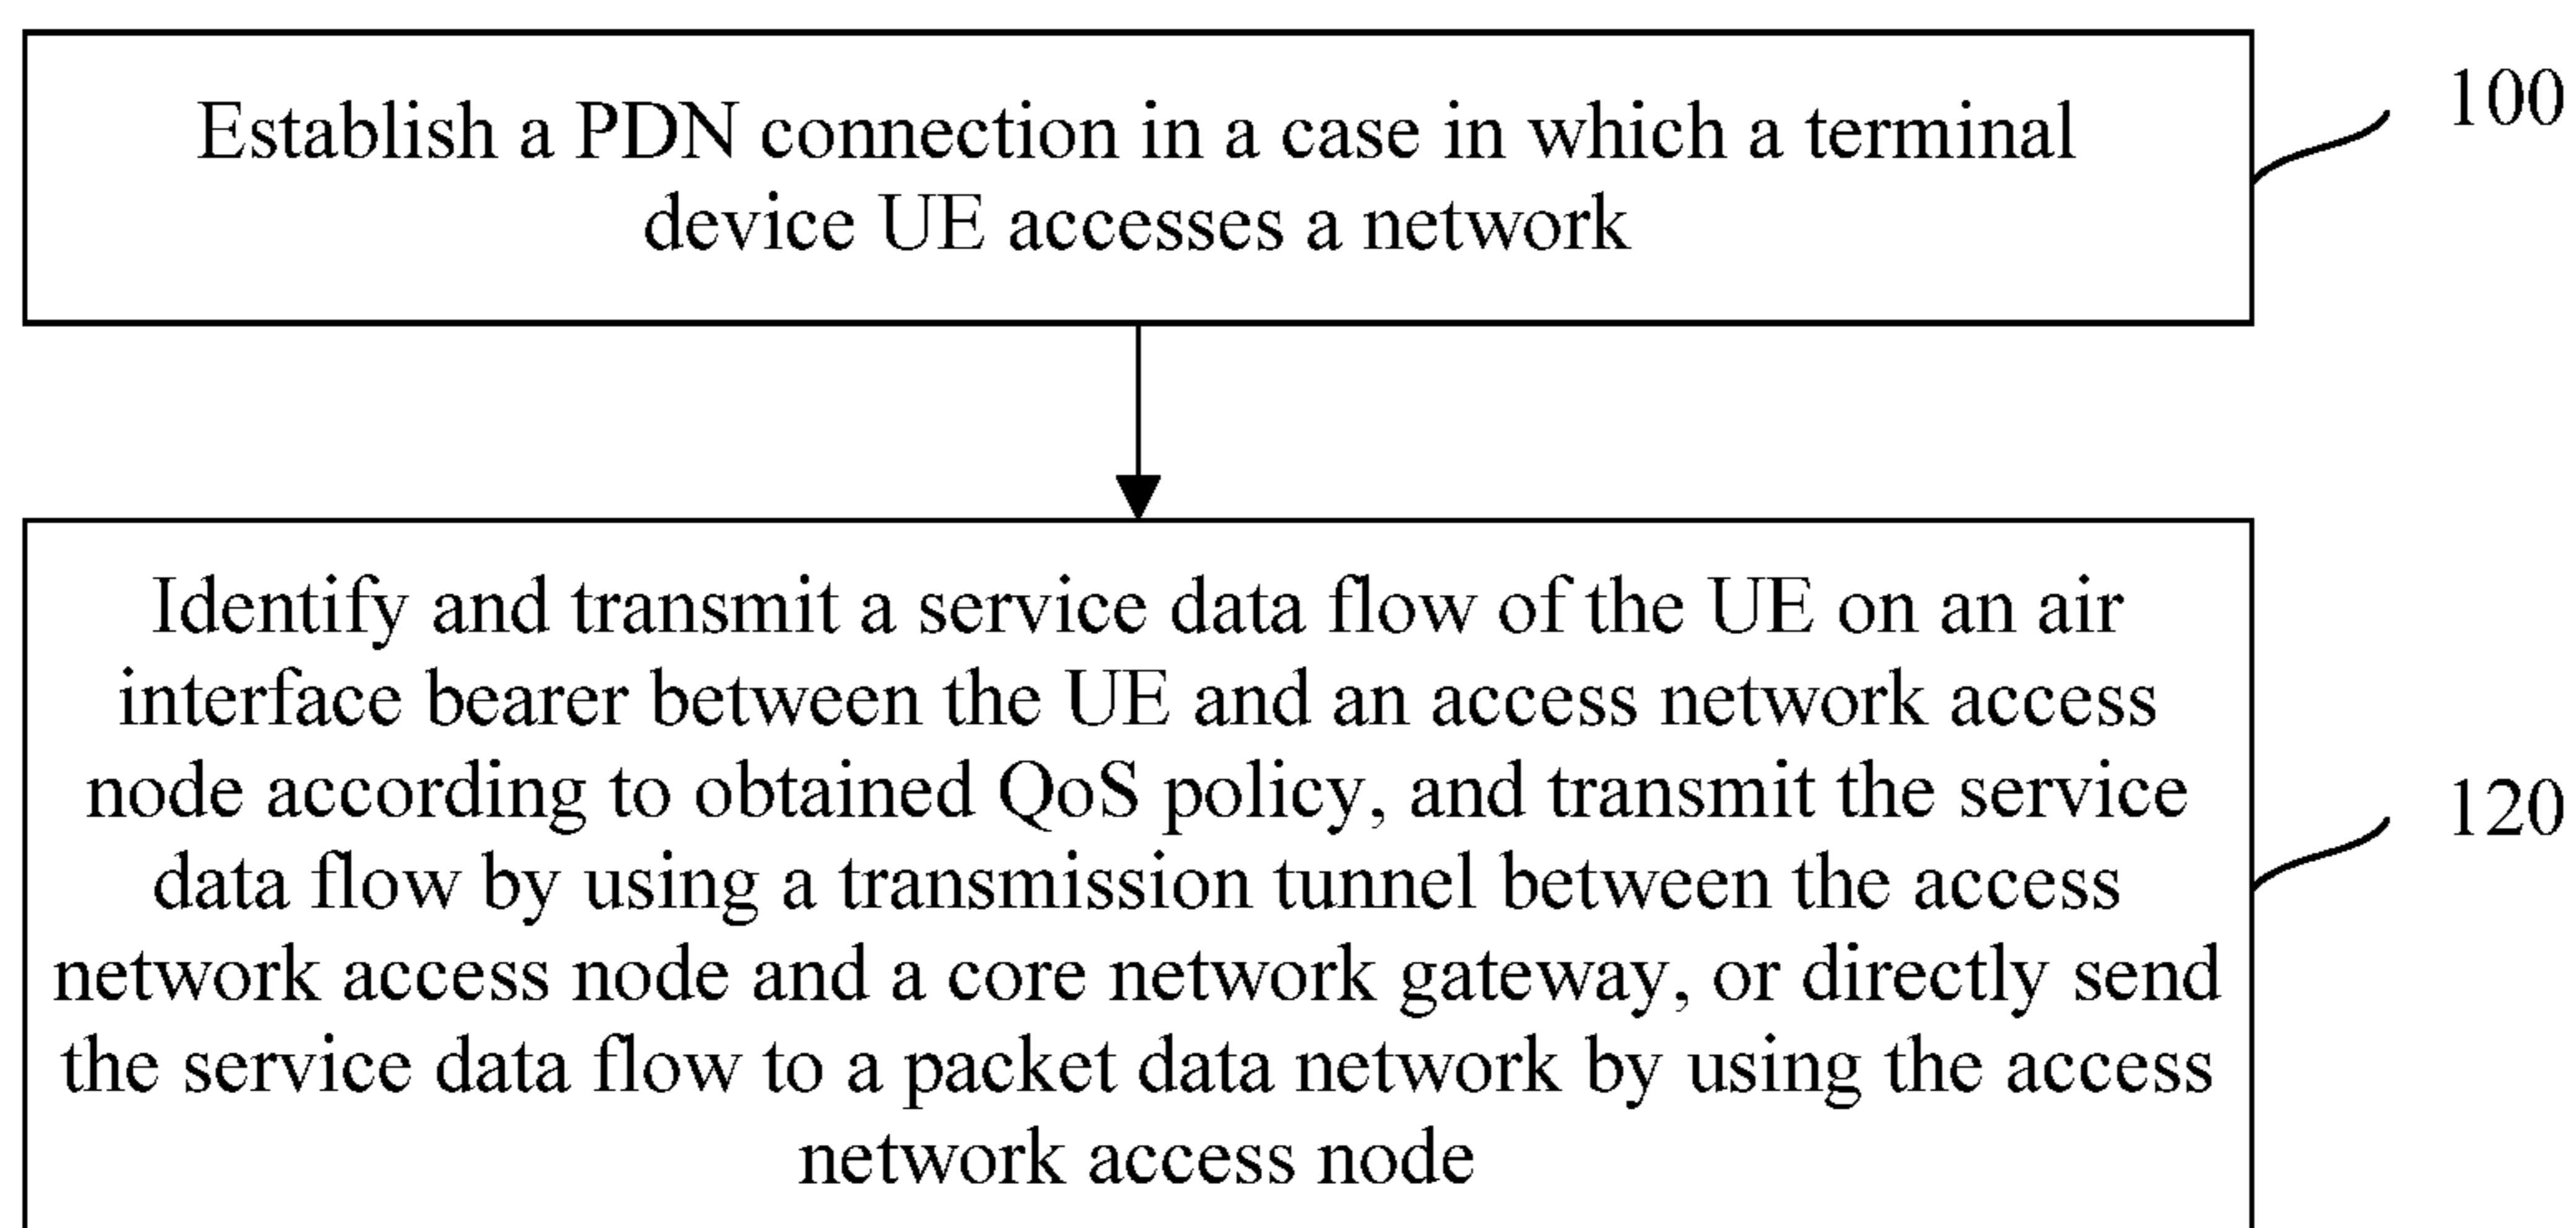 Establish a PDN connection in a case in which a terminal
device UE accesses a network
100
Identify and transmit a service data flow of the UE on an air
interface bearer between the UE and an access network access
node according to obtained QoS policy, and transmit the service
data flow by using a transmission tunnel between the access
network access node and a core network gateway, or directly send
the service data flow to a packet data network by using the access
network access node
120